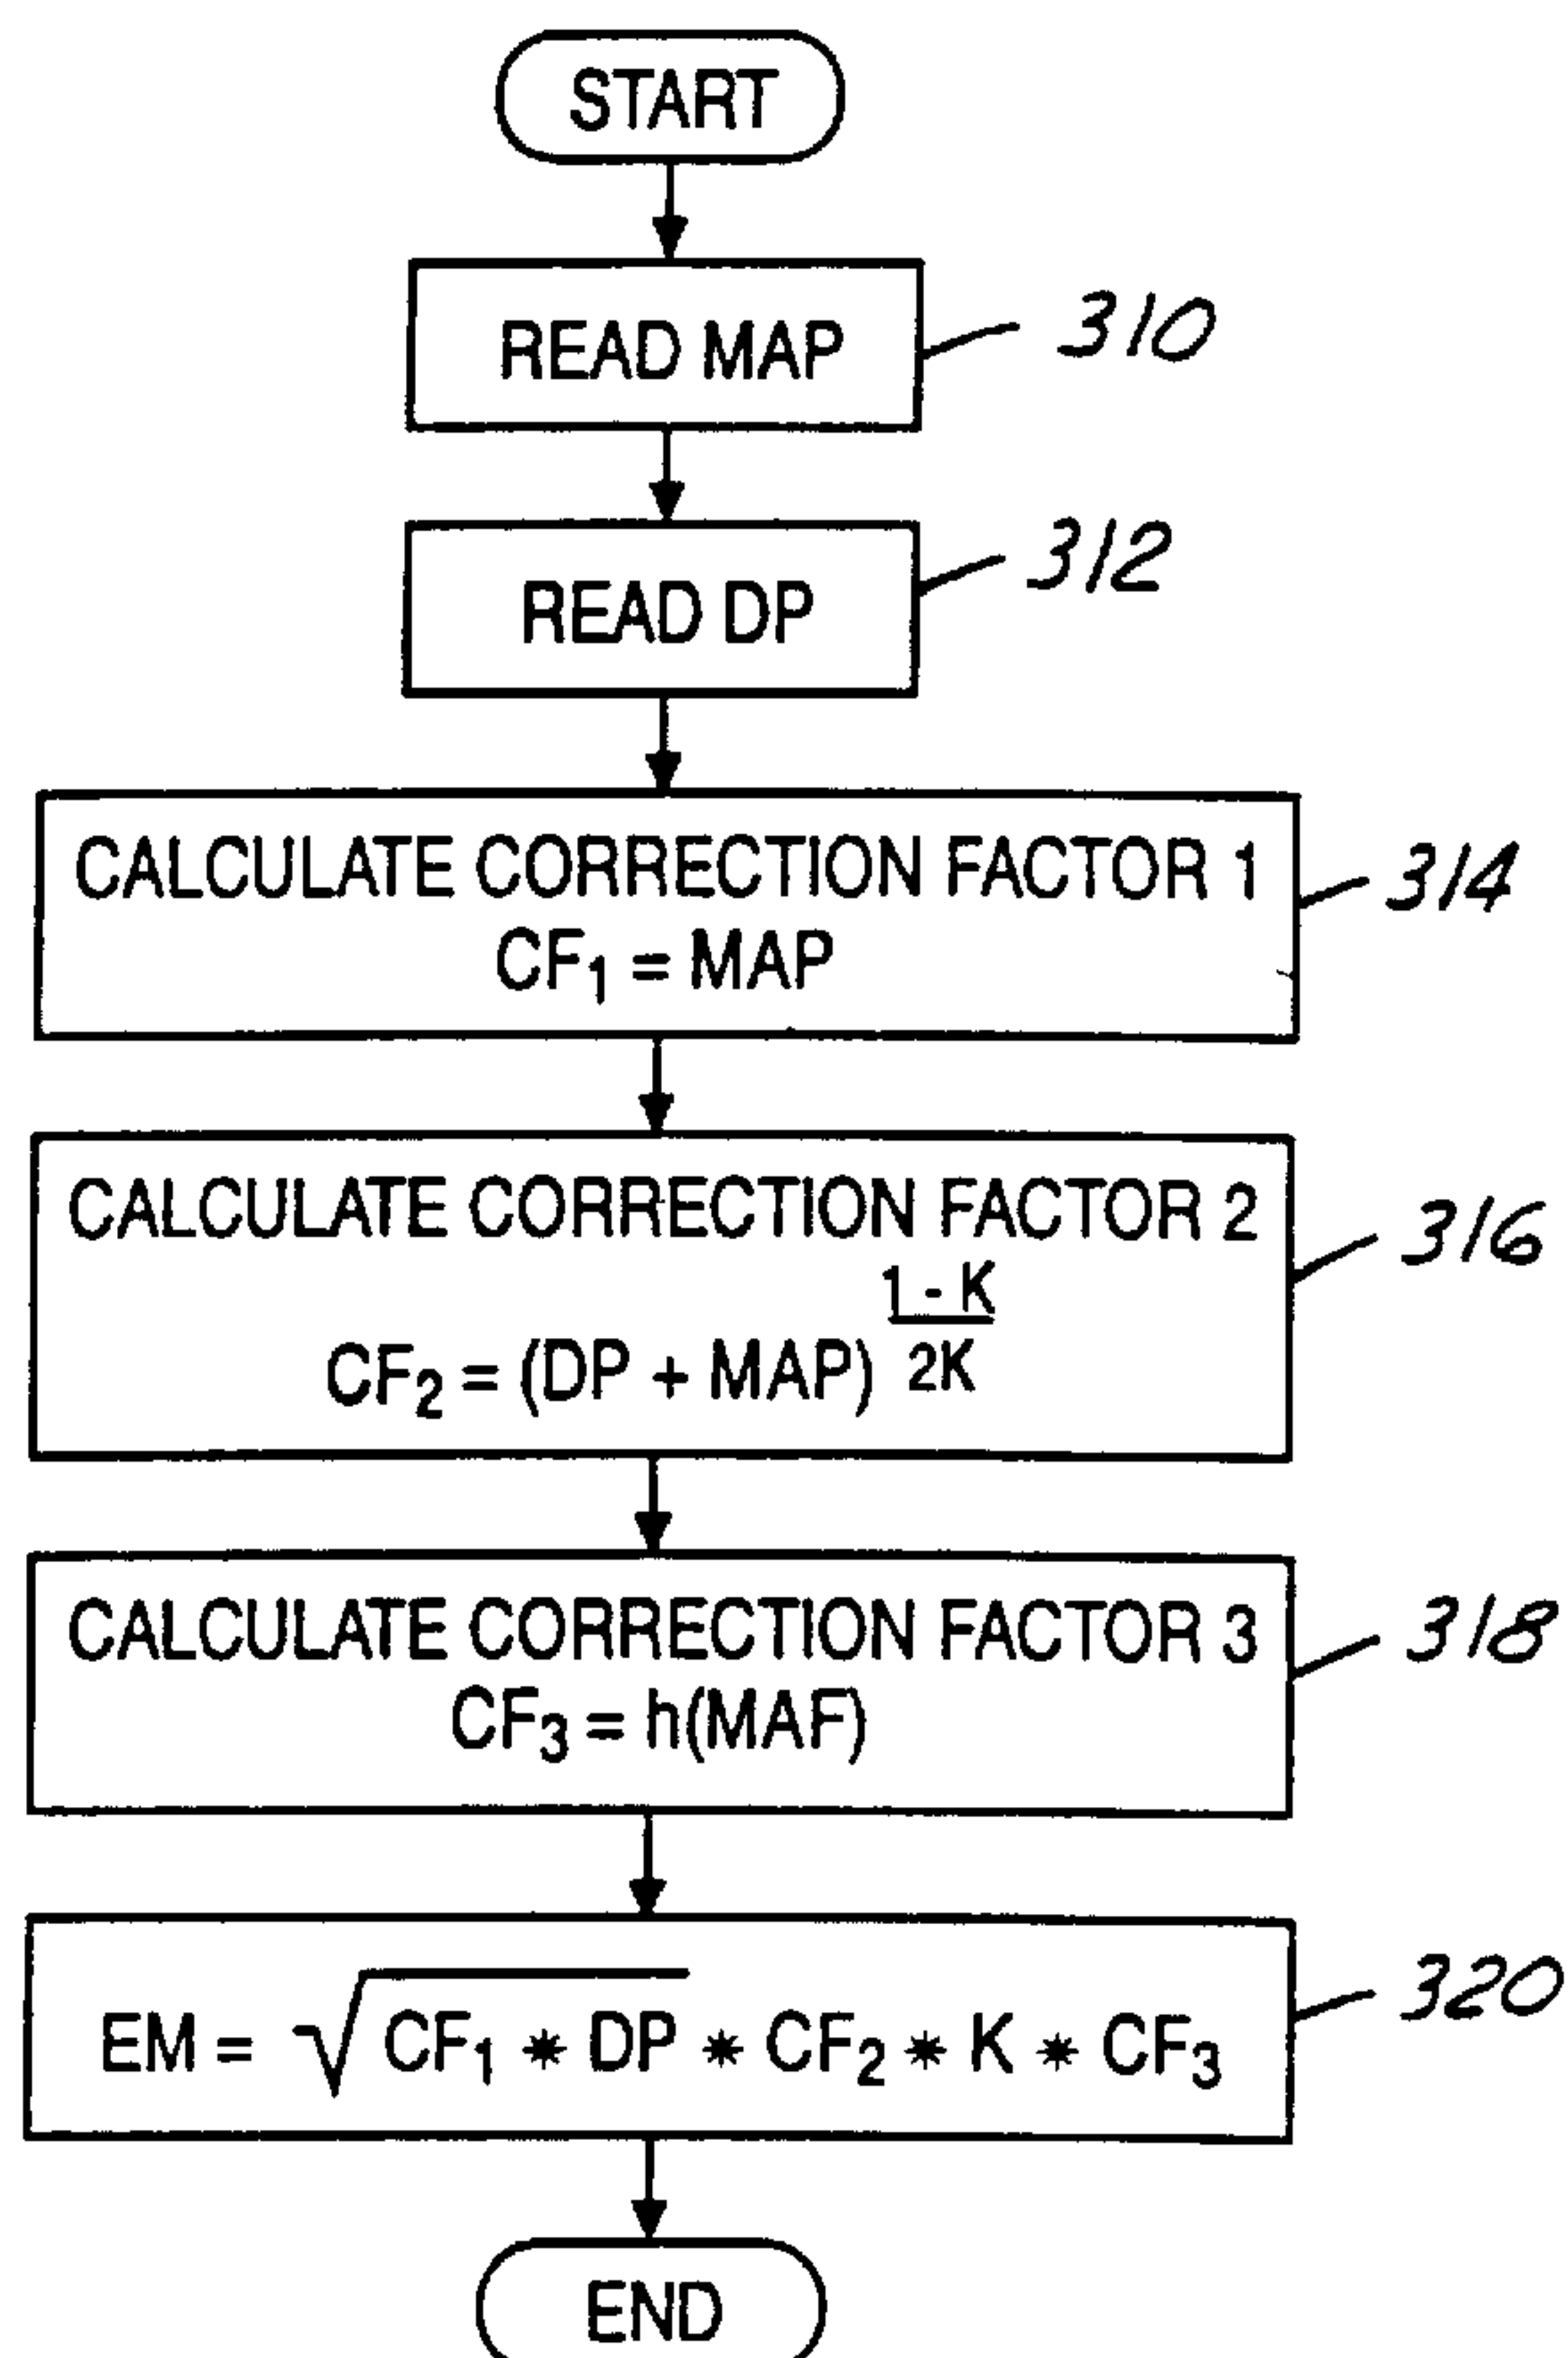 START
READ MAP
310
READ DP
312
CALCULATE CORRECTION FACTOR 1
CF₁ = MAP
314
CALCULATE CORRECTION FACTOR 2
1 - K
CF₂ = (DP + MAP) 2K
316
CALCULATE CORRECTION FACTOR 3
CF₃ = h(MAF)
318
EM = √CF₁ * DP * CF₂ * K * CF₃
320
END